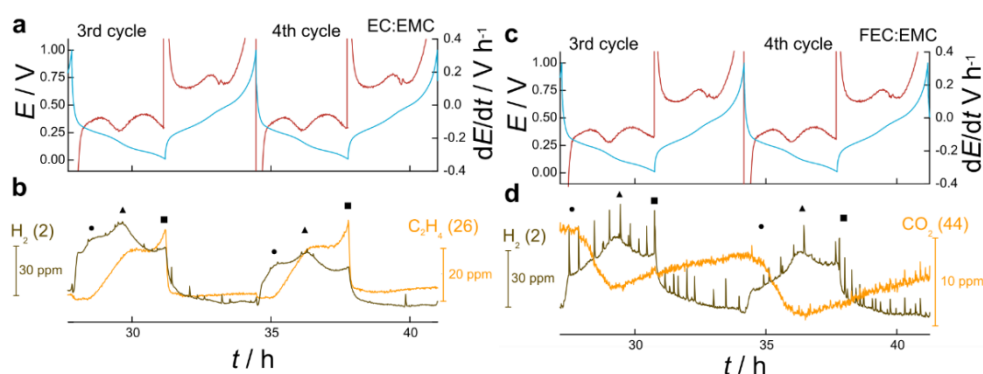 a
3rd cycle
4th cycle
EC:EMC
E / V
1.00
0.75
0.50
0.25
0.00
0.4
0.2
0.0
-0.2
-0.4
dE/dt / V h-1
b
H2 (2)
30 ppm
C2H4 (26)
20 ppm
30
35
40
t / h
c
3rd cycle
4th cycle
FEC:EMC
E / V
1.00
0.75
0.50
0.25
0.00
0.4
0.2
0.0
-0.2
-0.4
dE/dt V h-1
d
H2 (2)
30 ppm
CO2 (44)
10 ppm
30
35
40
t / h